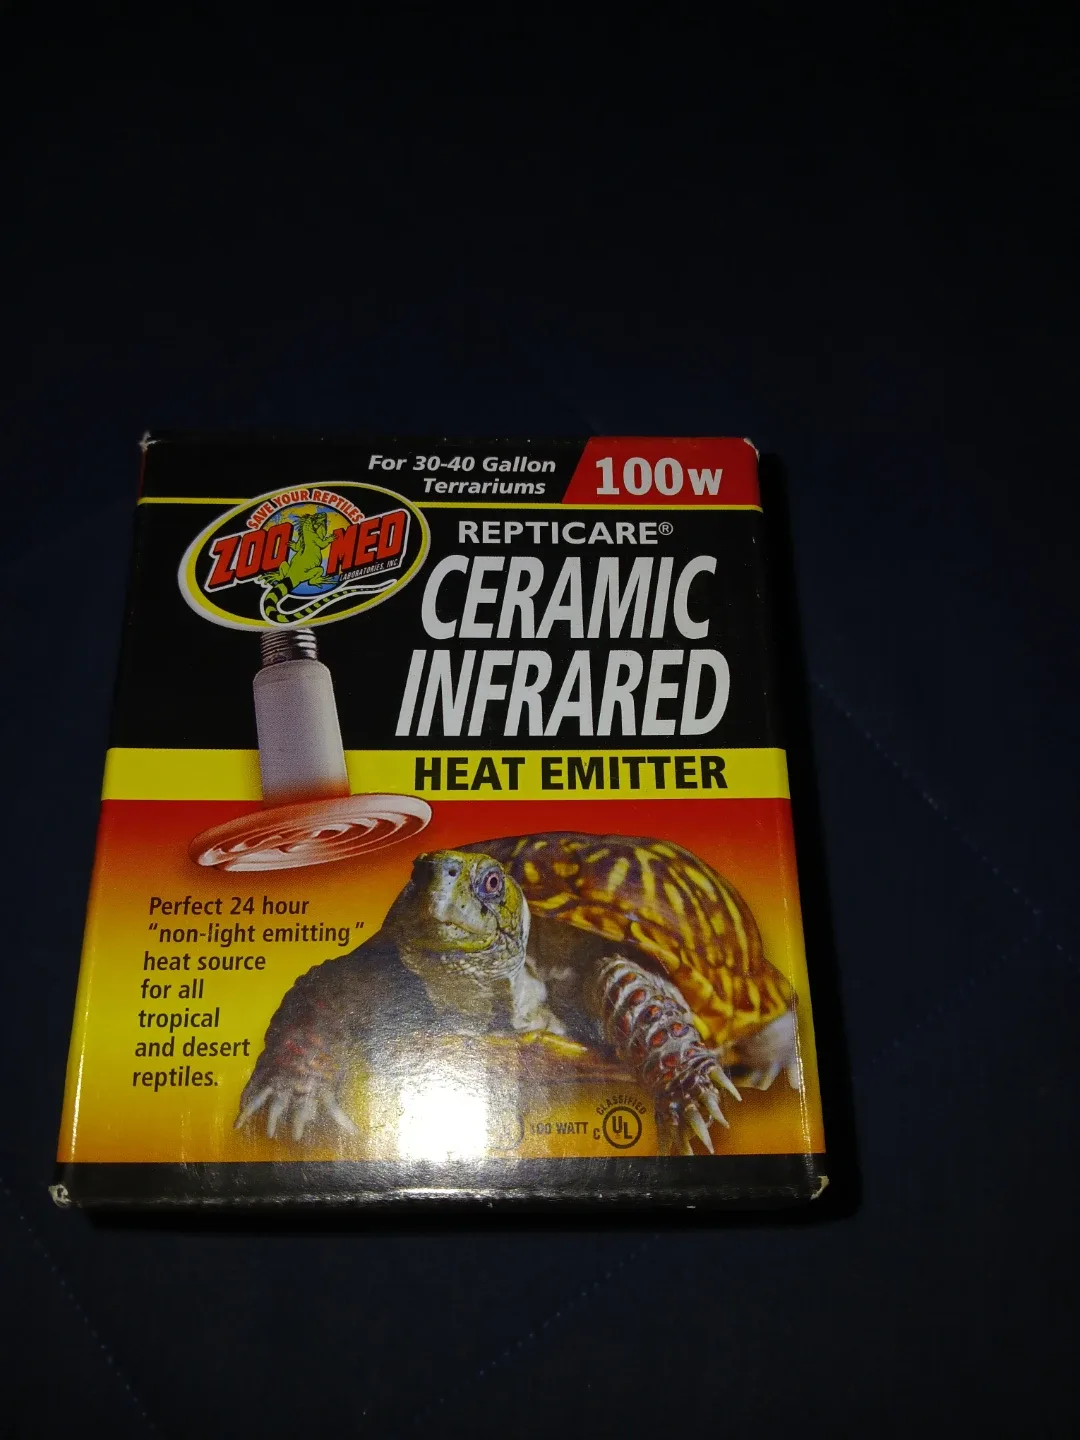 For 30-40 Gallon
Terrariums
100W
SAVE YOUR REPTILES
ZOO MED
LABORATORIES, INC.
REPTICARE®
CERAMIC
INFRARED
HEAT EMITTER
Perfect 24 hour
"non-light emitting"
heat source
for all
tropical
and desert
reptiles.
100 WATT
CLASSIFIED
C UL